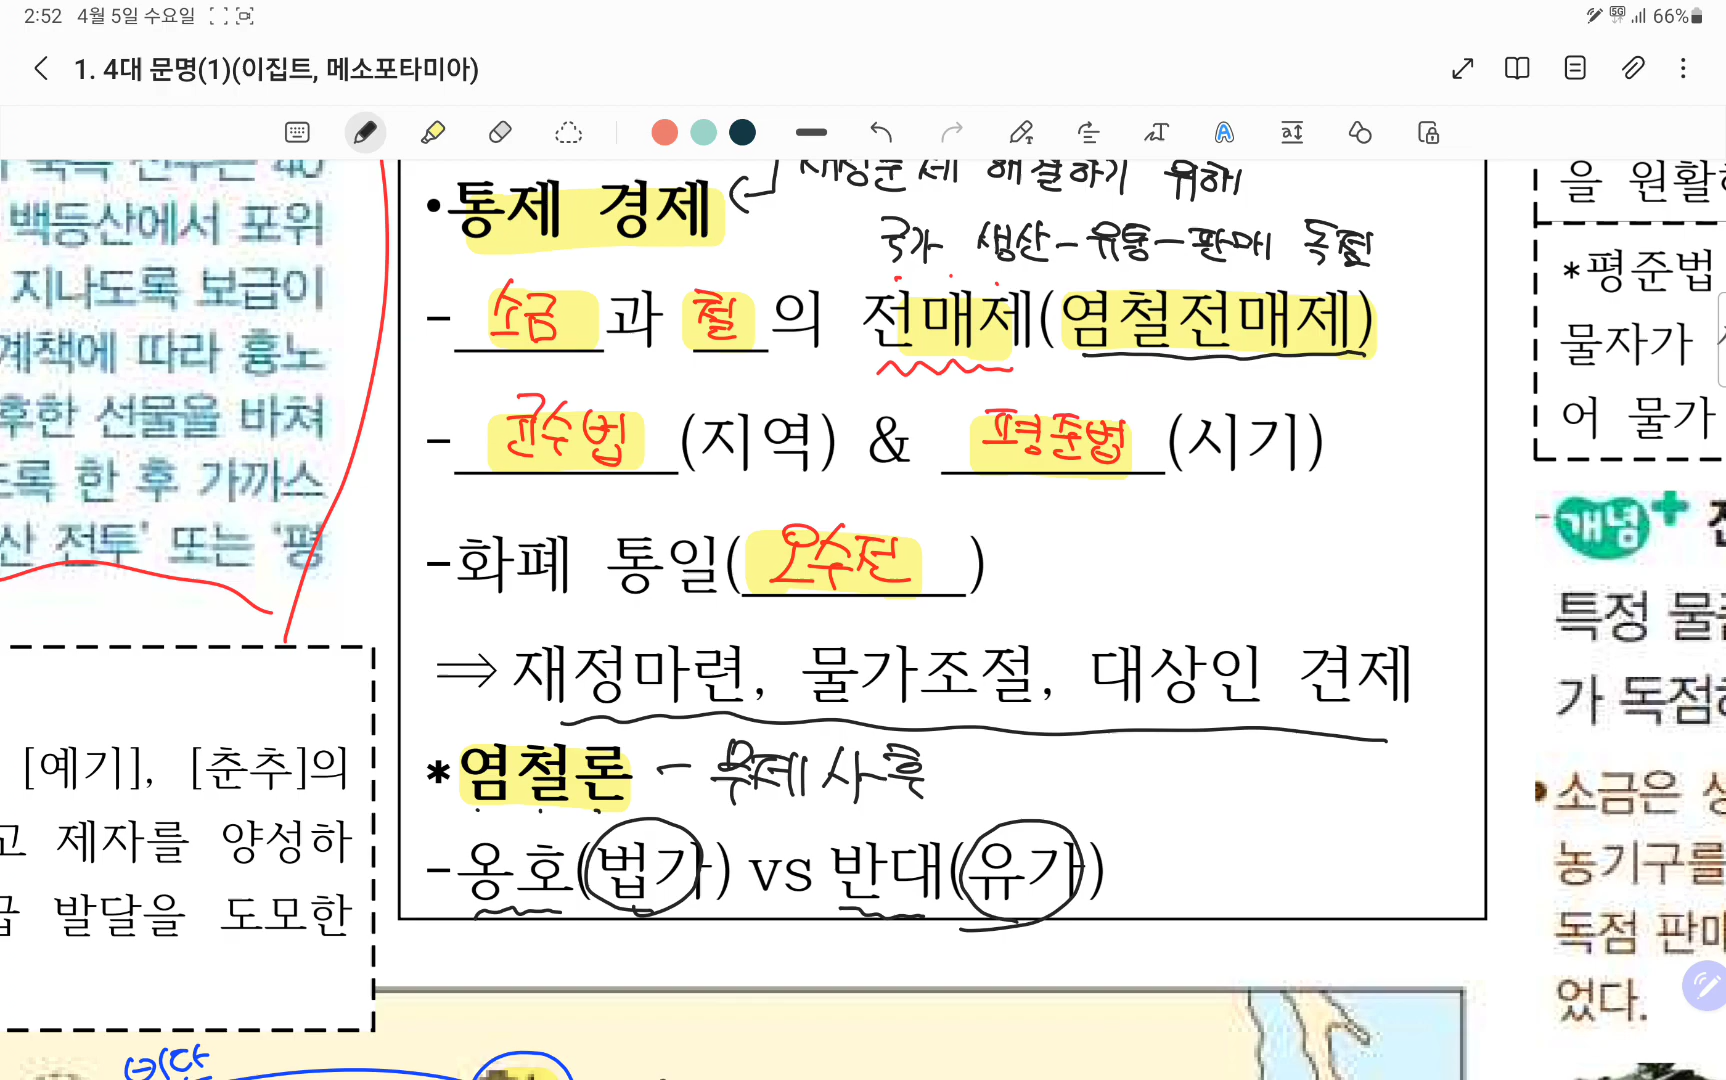 2:52 4월 5일 수요일
5G 66%
1. 4대 문명(1)(이집트, 메소포타미아)
백등산에서 포위
지나도록 보급이
계책에 따라 흉노
후한 선물을 바쳐
록 한 후 가까스
산 전투’ 또는 ‘평
[예기], [춘추]의
고 제자를 양성하
급 발달을 도모한
해결하기 위해
•통제 경제
국가 생산-유통-판매 독점
- 소금과 철의 전매제(염철전매제)
- 균수법(지역) & 평준법(시기)
-화폐 통일(오수전)
⇒재정마련, 물가조절, 대상인 견제
*염철론 - 무제 사후
-옹호(법가) vs 반대(유가)
을 원활
*평준법
물자가
어 물가
개념+
특정 물
가 독점
소금은
농기구를
독점 판매
었다.